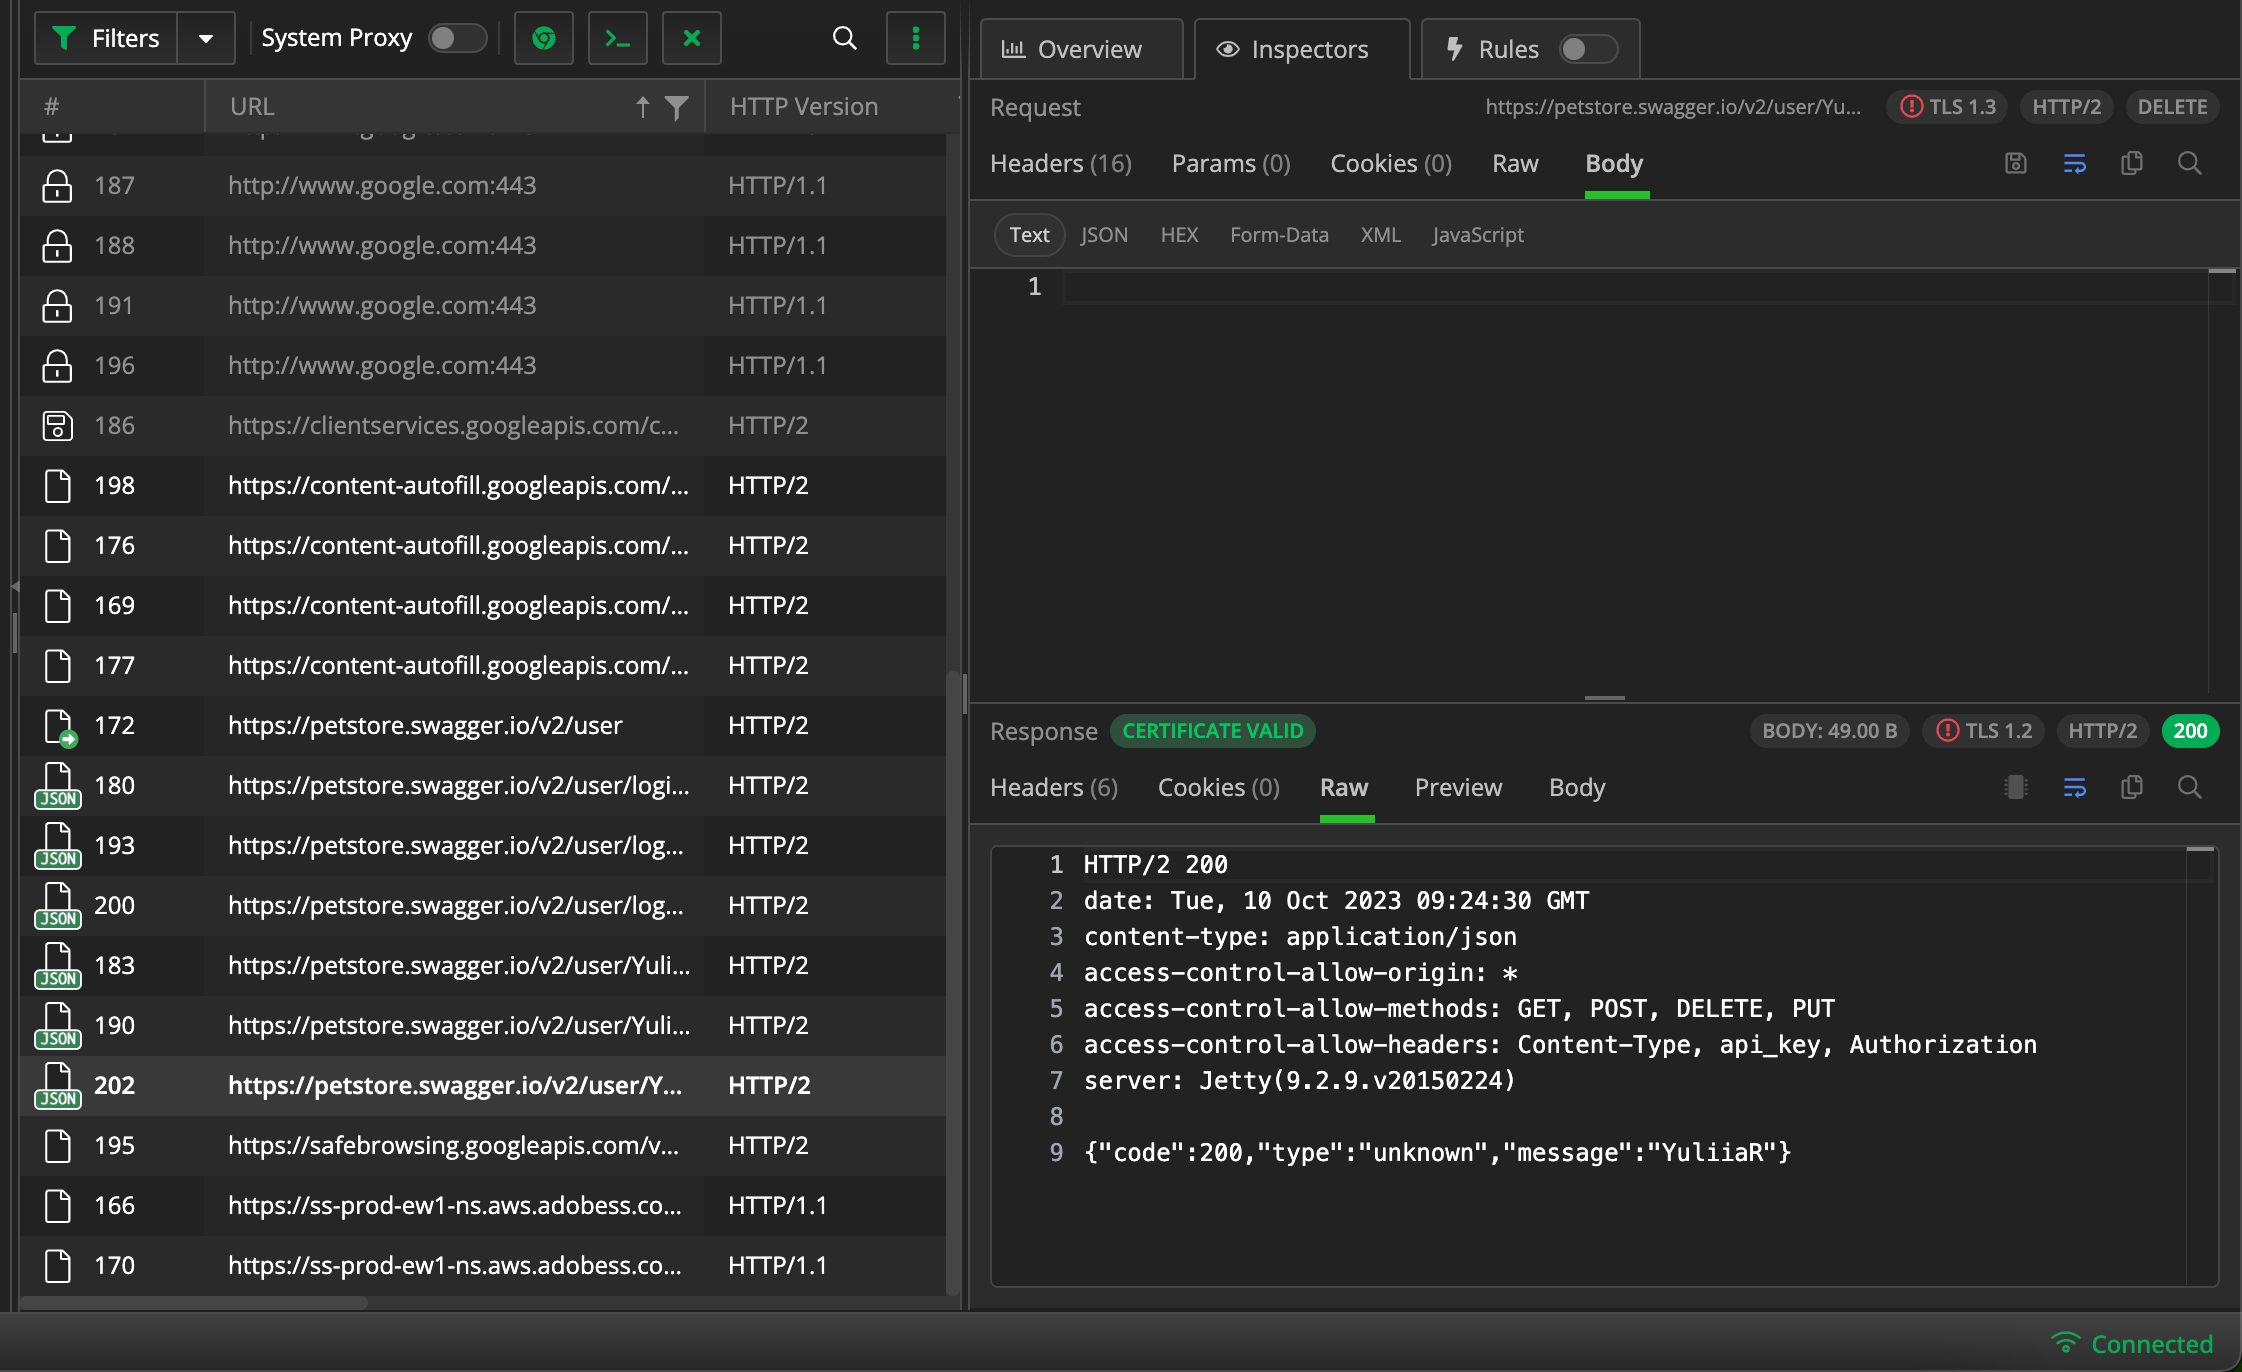 Filters
System Proxy
# URL HTTP Version
187 http://www.google.com:443 HTTP/1.1
188 http://www.google.com:443 HTTP/1.1
191 http://www.google.com:443 HTTP/1.1
196 http://www.google.com:443 HTTP/1.1
186 https://clientservices.googleapis.com/c... HTTP/2
198 https://content-autofill.googleapis.com/... HTTP/2
176 https://content-autofill.googleapis.com/... HTTP/2
169 https://content-autofill.googleapis.com/... HTTP/2
177 https://content-autofill.googleapis.com/... HTTP/2
172 https://petstore.swagger.io/v2/user HTTP/2
JSON 180 https://petstore.swagger.io/v2/user/logi... HTTP/2
JSON 193 https://petstore.swagger.io/v2/user/log... HTTP/2
JSON 200 https://petstore.swagger.io/v2/user/log... HTTP/2
JSON 183 https://petstore.swagger.io/v2/user/Yuli... HTTP/2
JSON 190 https://petstore.swagger.io/v2/user/Yuli... HTTP/2
JSON 202 https://petstore.swagger.io/v2/user/Y... HTTP/2
195 https://safebrowsing.googleapis.com/v... HTTP/2
166 https://ss-prod-ew1-ns.aws.adobess.co... HTTP/1.1
170 https://ss-prod-ew1-ns.aws.adobess.co... HTTP/1.1
Overview Inspectors Rules
Request https://petstore.swagger.io/v2/user/Yu... TLS 1.3 HTTP/2 DELETE
Headers (16) Params (0) Cookies (0) Raw Body
Text JSON HEX Form-Data XML JavaScript
1
Response CERTIFICATE VALID BODY: 49.00 B TLS 1.2 HTTP/2 200
Headers (6) Cookies (0) Raw Preview Body
1 HTTP/2 200
2 date: Tue, 10 Oct 2023 09:24:30 GMT
3 content-type: application/json
4 access-control-allow-origin: *
5 access-control-allow-methods: GET, POST, DELETE, PUT
6 access-control-allow-headers: Content-Type, api_key, Authorization
7 server: Jetty(9.2.9.v20150224)
8
9 {"code":200,"type":"unknown","message":"YuliiaR"}
Connected